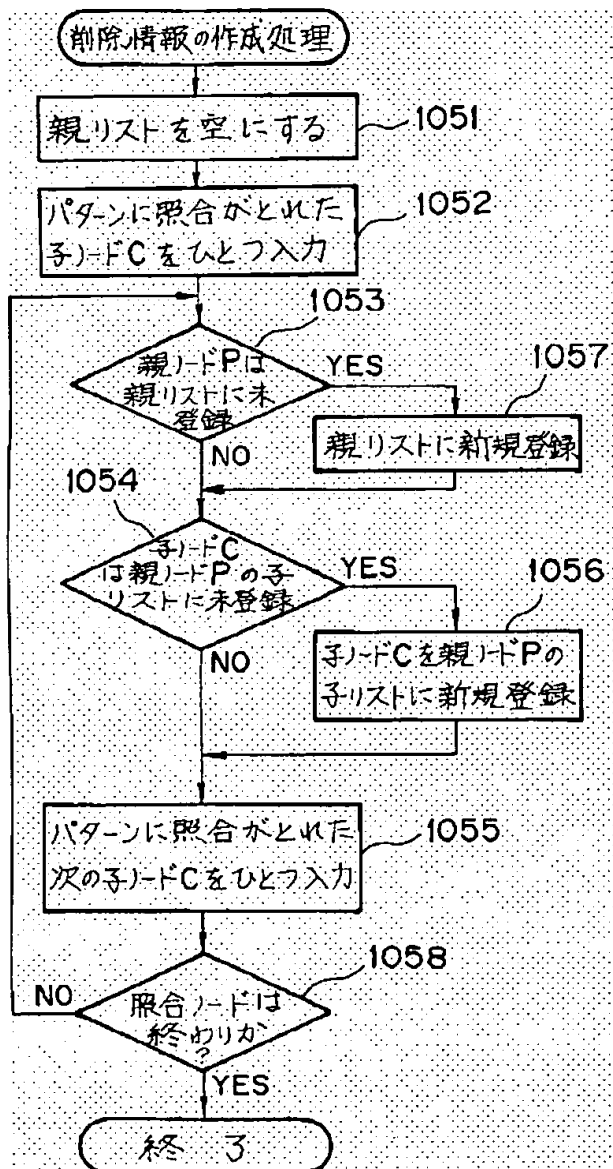 削除情報の作成処理
親リストを空にする
1051
パターンに照合がとれた
子ノードCをひとつ入力
1052
1053
親ノードPは
親リストに未
登録
YES
NO
1057
親リストに新規登録
1054
子ノードC
は親ノードPの子
リストに未登録
YES
NO
1056
子ノードCを親ノードPの
子リストに新規登録
パターンに照合がとれた
次の子ノードCをひとつ入力
1055
1058
照合ノードは
終わりか
?
NO
YES
終了